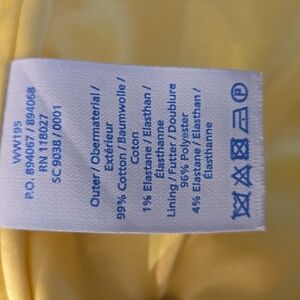 WW195
P.O. 894067 / 894068
RN 118027
SC 9038 / 0001
Outer / Obermaterial /
Extérieur
99% Cotton / Baumwolle /
Coton
1% Elastane / Elasthan /
Élasthanne
Lining / Futter / Doublure
96% Polyester
4% Elastane / Elasthan /
Élasthanne
P